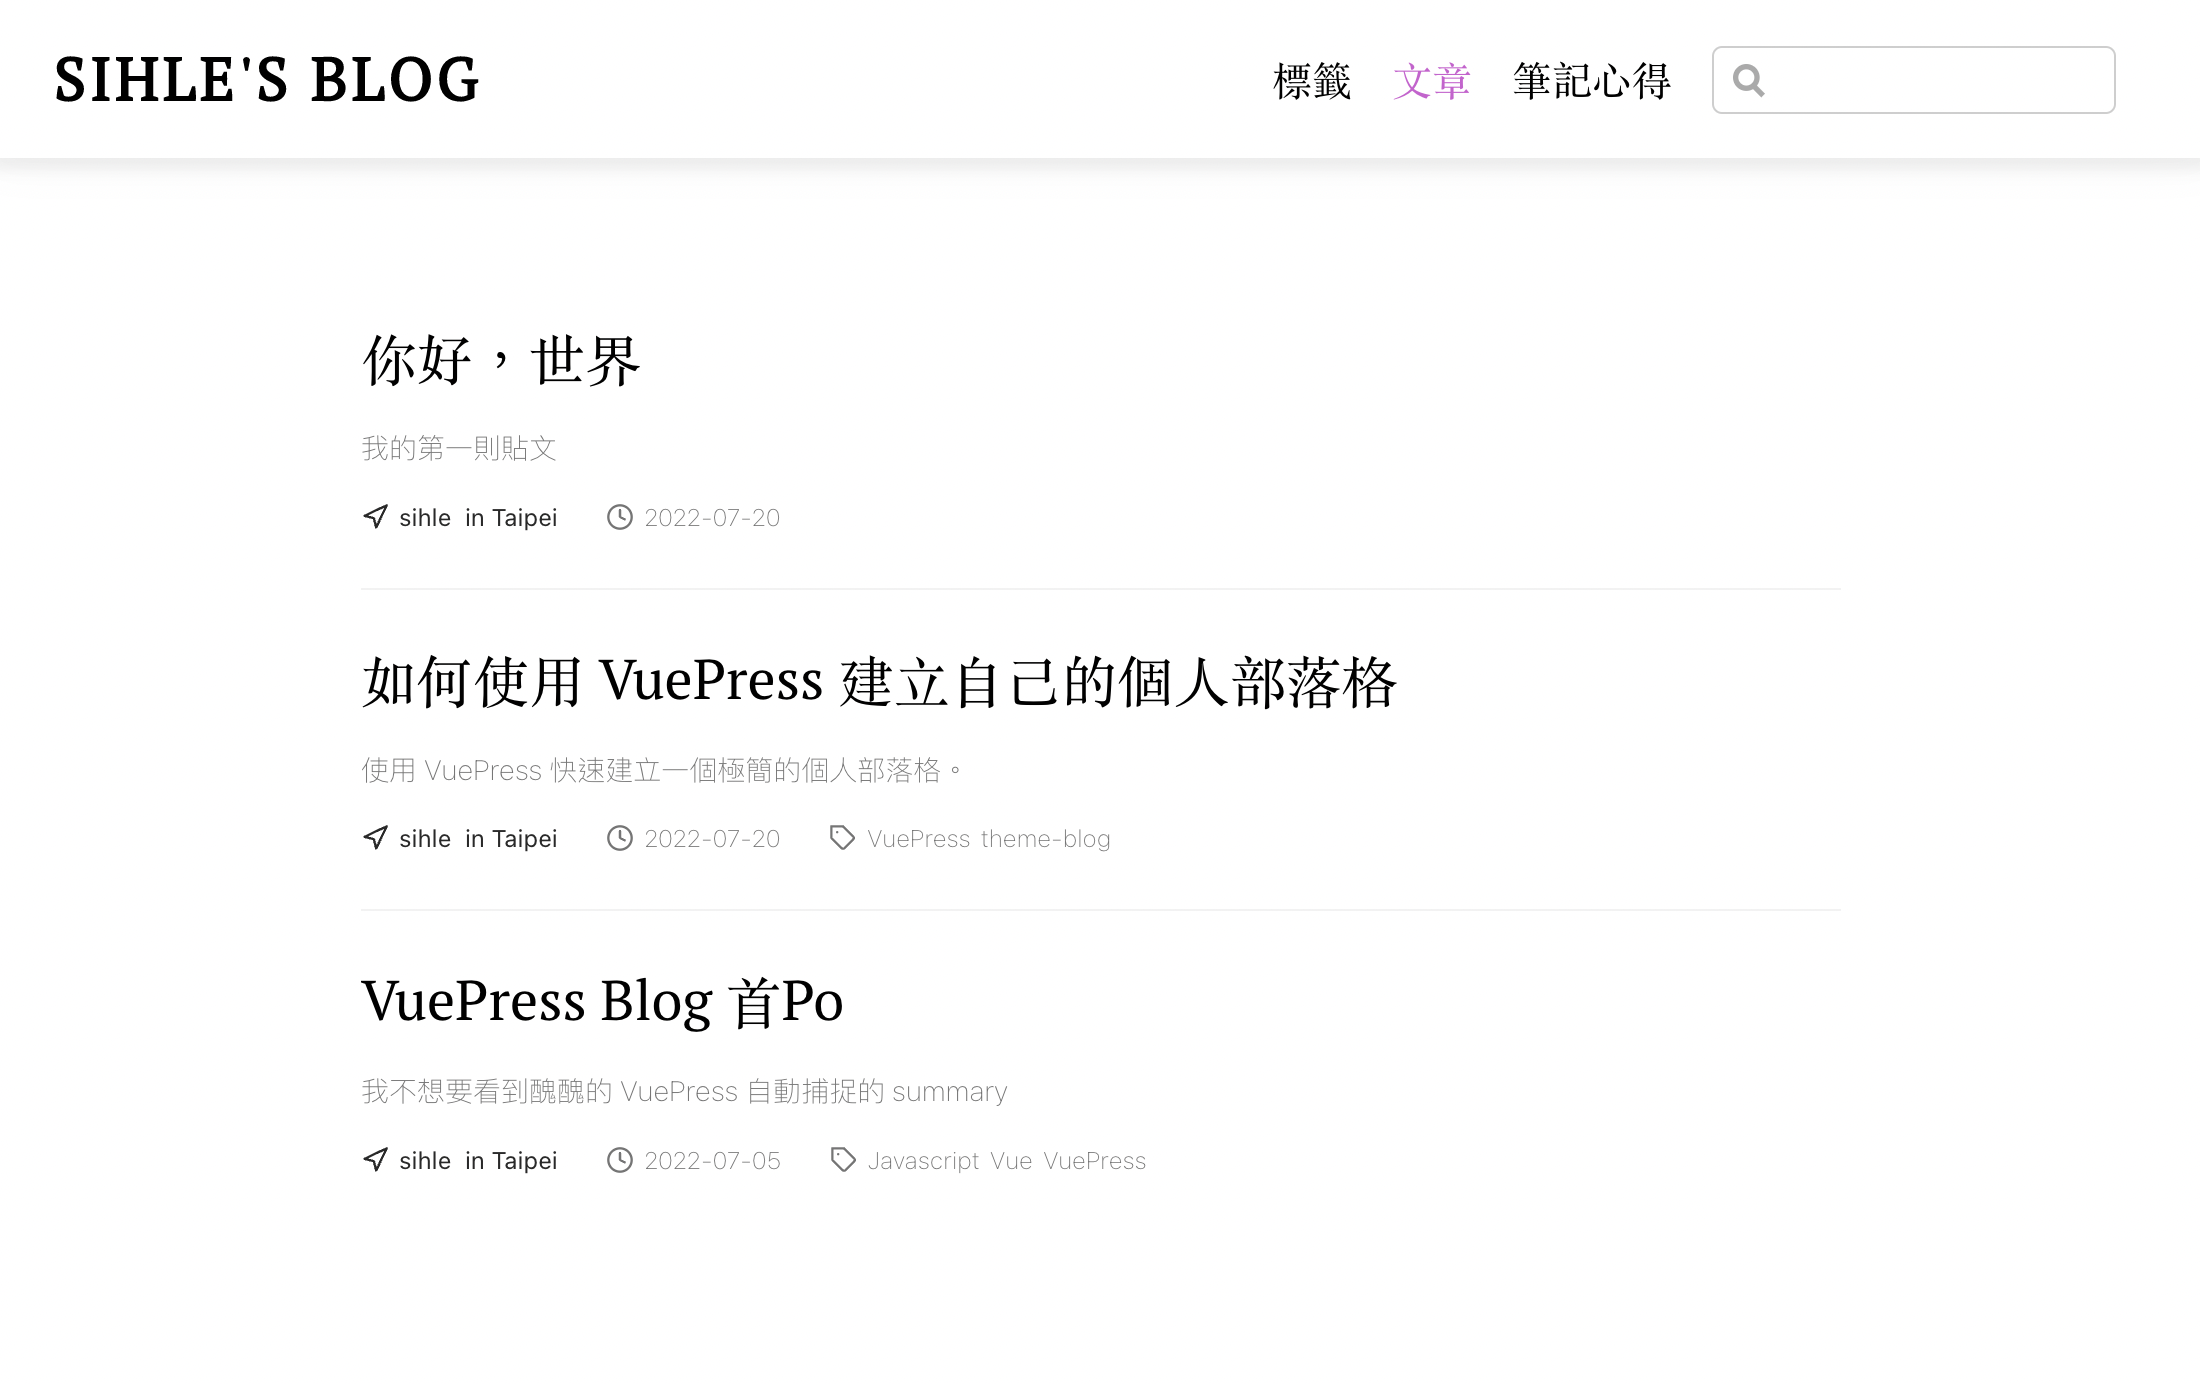 SIHLE'S BLOG
標籤 文章 筆記心得
你好，世界
我的第一則貼文
sihle in Taipei 2022-07-20
如何使用 VuePress 建立自己的個人部落格
使用 VuePress 快速建立一個極簡的個人部落格。
sihle in Taipei 2022-07-20 VuePress theme-blog
VuePress Blog 首Po
我不想要看到醜醜的 VuePress 自動捕捉的 summary
sihle in Taipei 2022-07-05 Javascript Vue VuePress